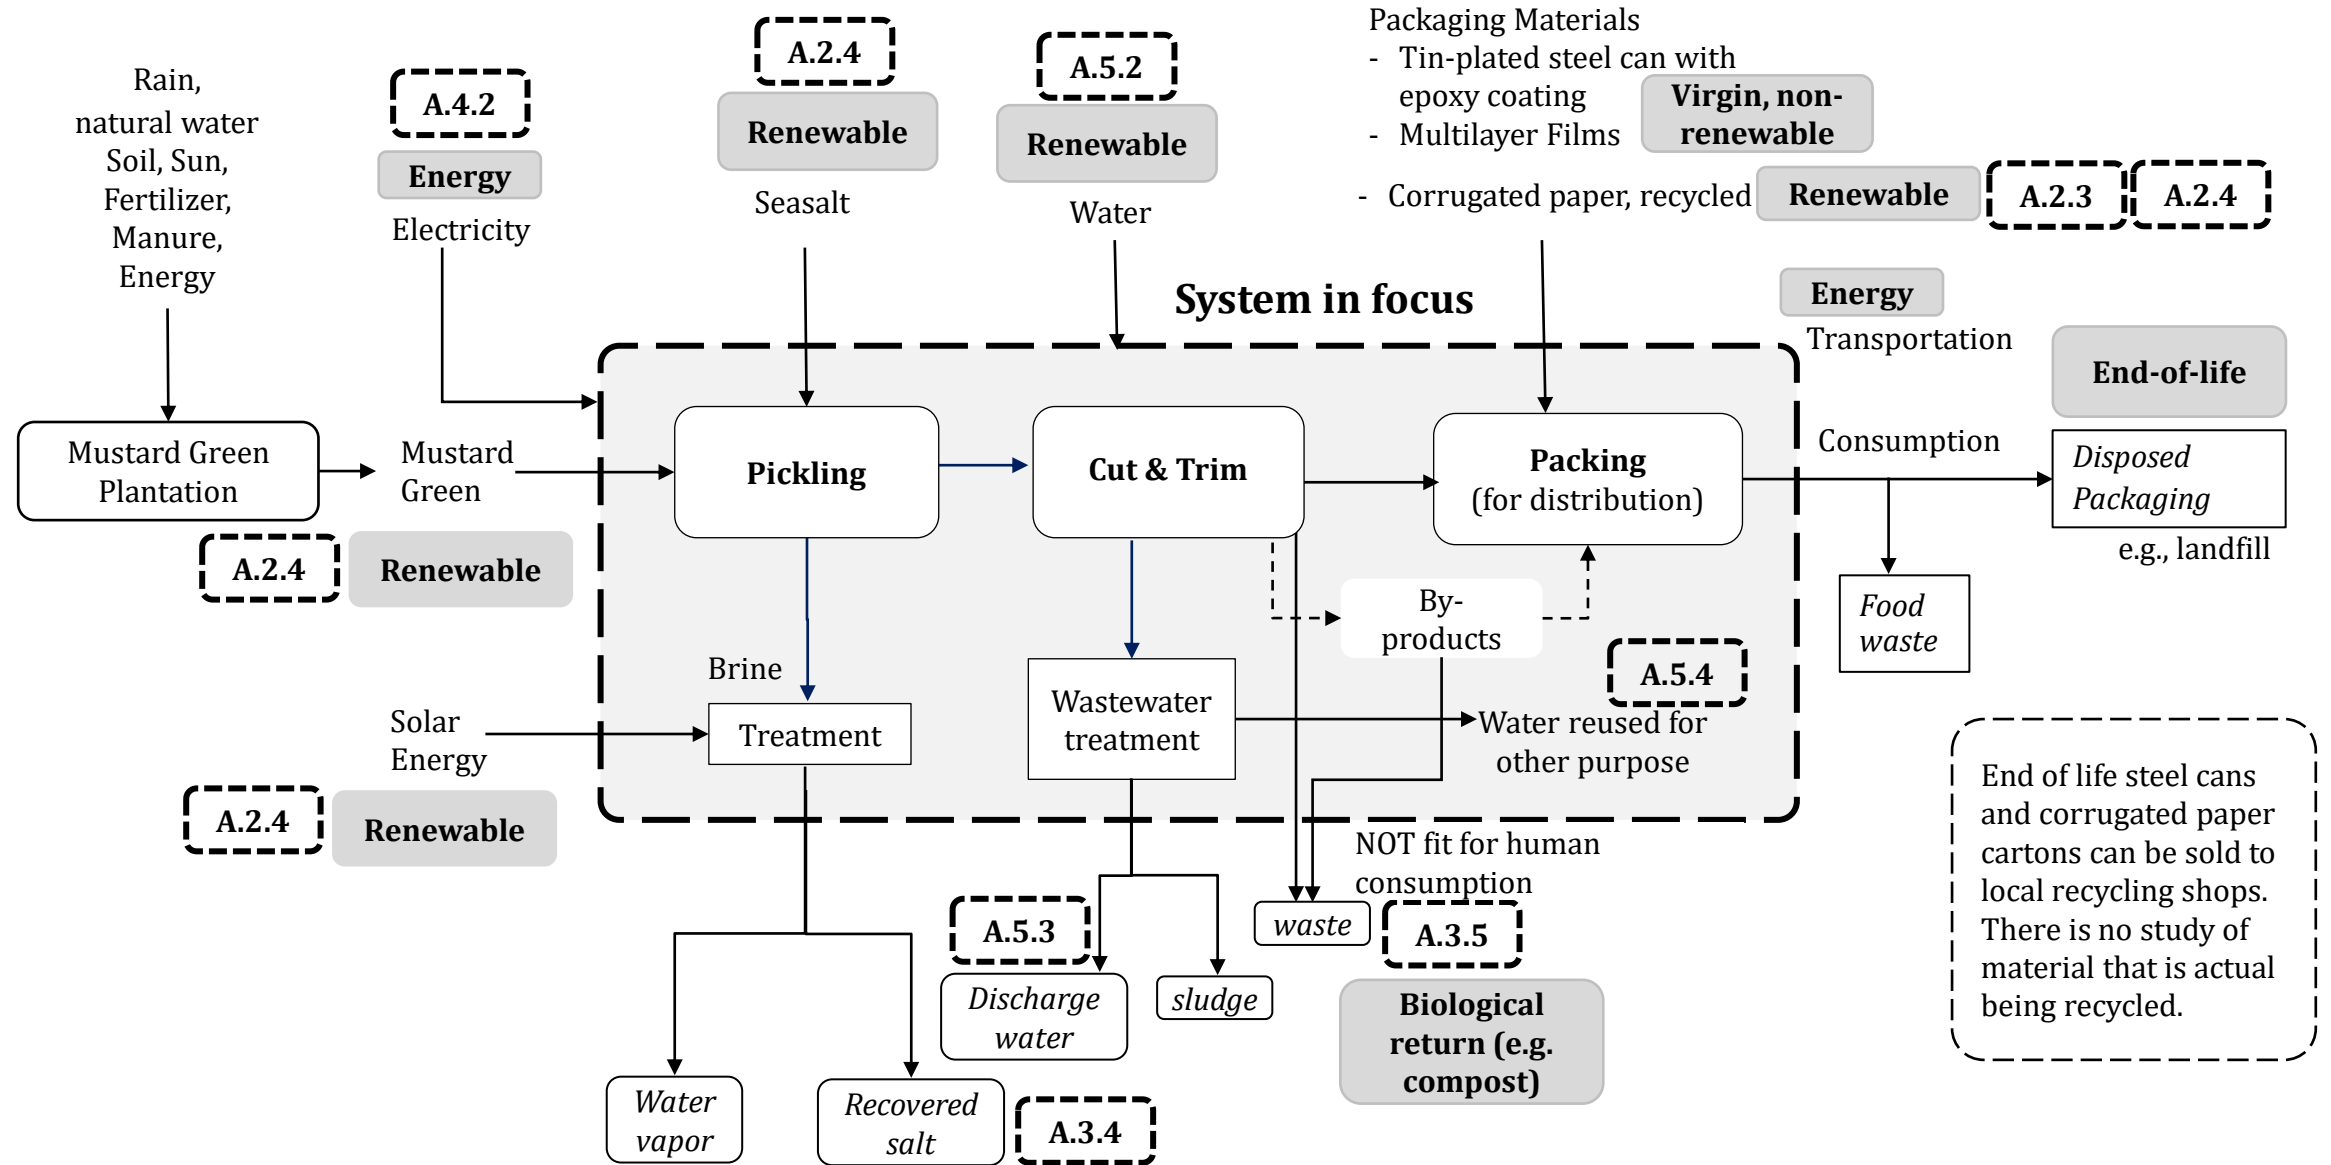 Rain,
natural water
Soil, Sun,
Fertilizer,
Manure,
Energy
A.4.2
Energy
Electricity
A.2.4
Renewable
Seasalt
A.5.2
Renewable
Water
Packaging Materials
- Tin-plated steel can with
epoxy coating
- Multilayer Films
Virgin, non-
renewable
- Corrugated paper, recycled
Renewable
A.2.3
A.2.4
System in focus
Energy
Transportation
End-of-life
Mustard Green
Plantation
Mustard
Green
A.2.4
Renewable
Pickling
Cut & Trim
Packing
(for distribution)
Consumption
Disposed
Packaging
e.g., landfill
Food
waste
By-
products
A.5.4
Brine
Solar
Energy
Treatment
Wastewater
treatment
Water reused for
other purpose
A.2.4
Renewable
NOT fit for human
consumption
waste
A.3.5
Biological
return (e.g.
compost)
A.5.3
Discharge
water
sludge
Water
vapor
Recovered
salt
A.3.4
End of life steel cans
and corrugated paper
cartons can be sold to
local recycling shops.
There is no study of
material that is actual
being recycled.